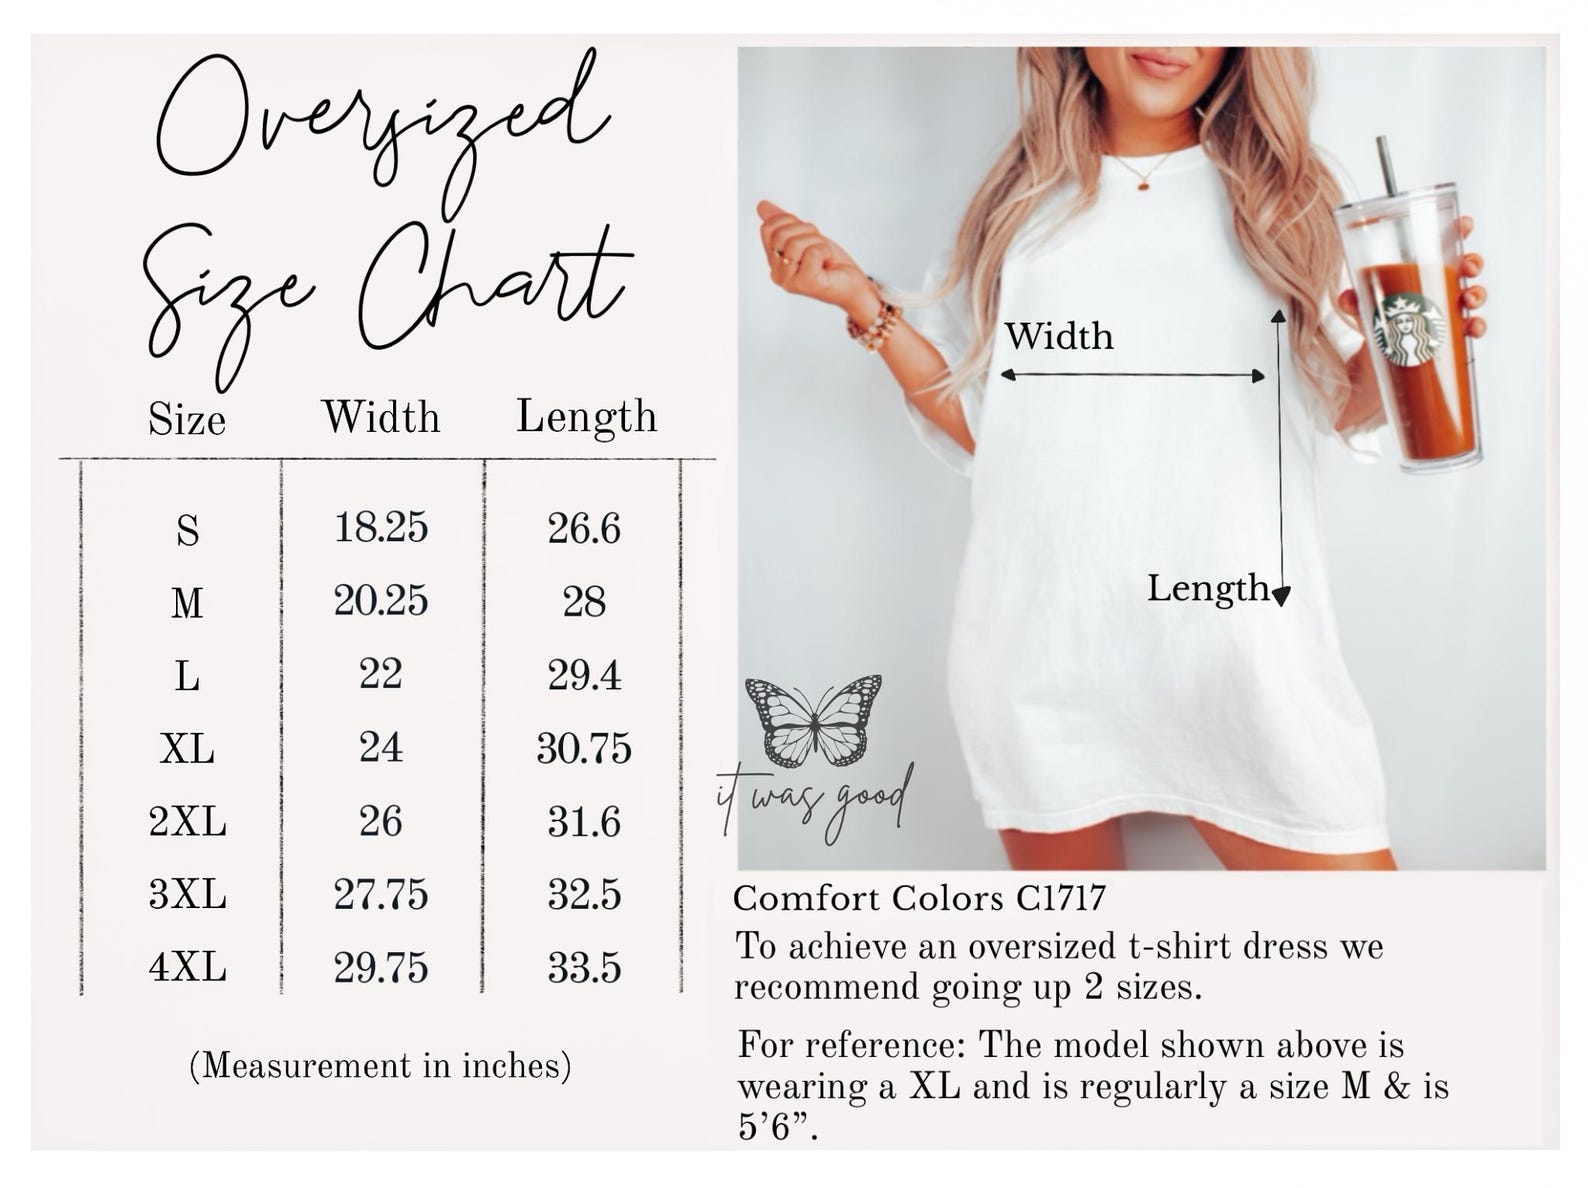 Oversized
Size Chart
Size Width Length
S 18.25 26.6
M 20.25 28
L 22 29.4
XL 24 30.75
2XL 26 31.6
3XL 27.75 32.5
4XL 29.75 33.5
(Measurement in inches)
Width
Length
it was good
Comfort Colors C1717
To achieve an oversized t-shirt dress we
recommend going up 2 sizes.
For reference: The model shown above is
wearing a XL and is regularly a size M & is
5’6”.